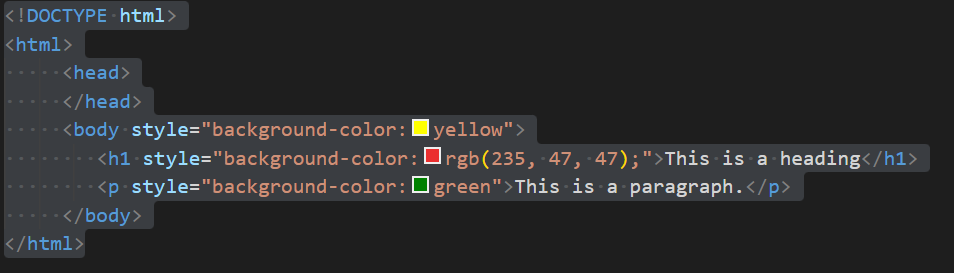 <!DOCTYPE html>
<html>
<head>
</head>
<body style="background-color:yellow">
<h1 style="background-color:rgb(235, 47, 47);">This is a heading</h1>
<p style="background-color:green">This is a paragraph.</p>
</body>
</html>